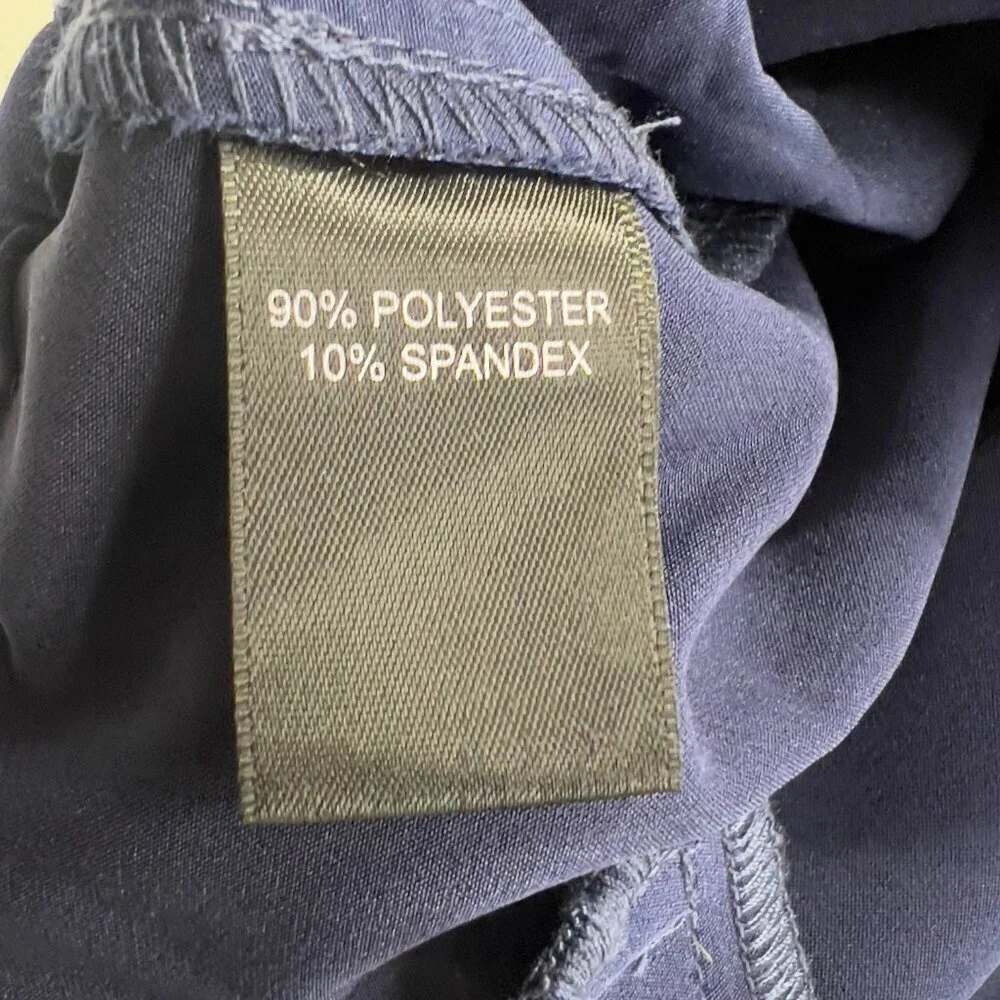 90% POLYESTER
10% SPANDEX